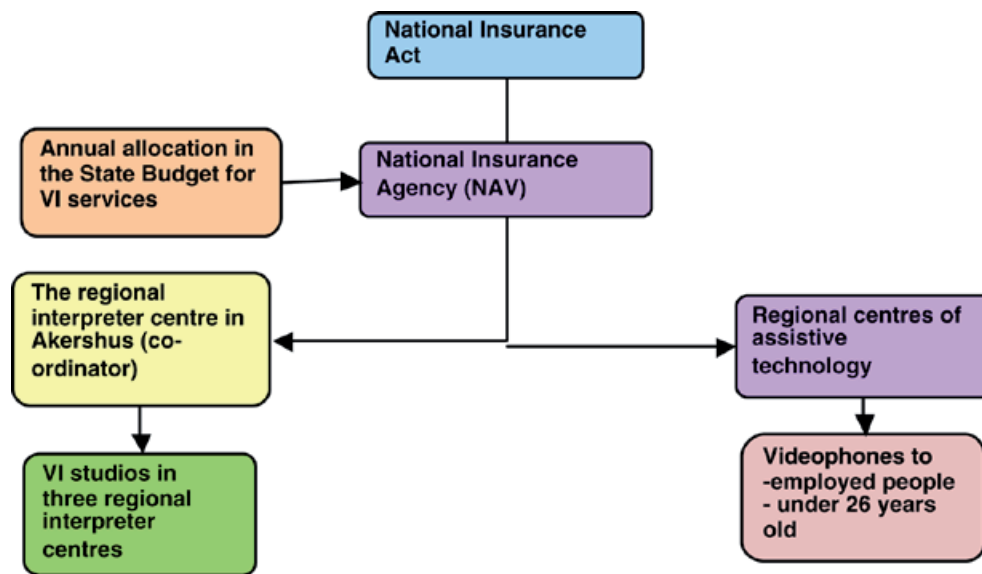 National Insurance
Act
Annual allocation in
the State Budget for
VI services
National Insurance
Agency (NAV)
The regional
interpreter centre in
Akershus (co-
ordinator)
Regional centres of
assistive
technology
VI studios in
three regional
interpreter
centres
Videophones to
-employed people
- under 26 years
old